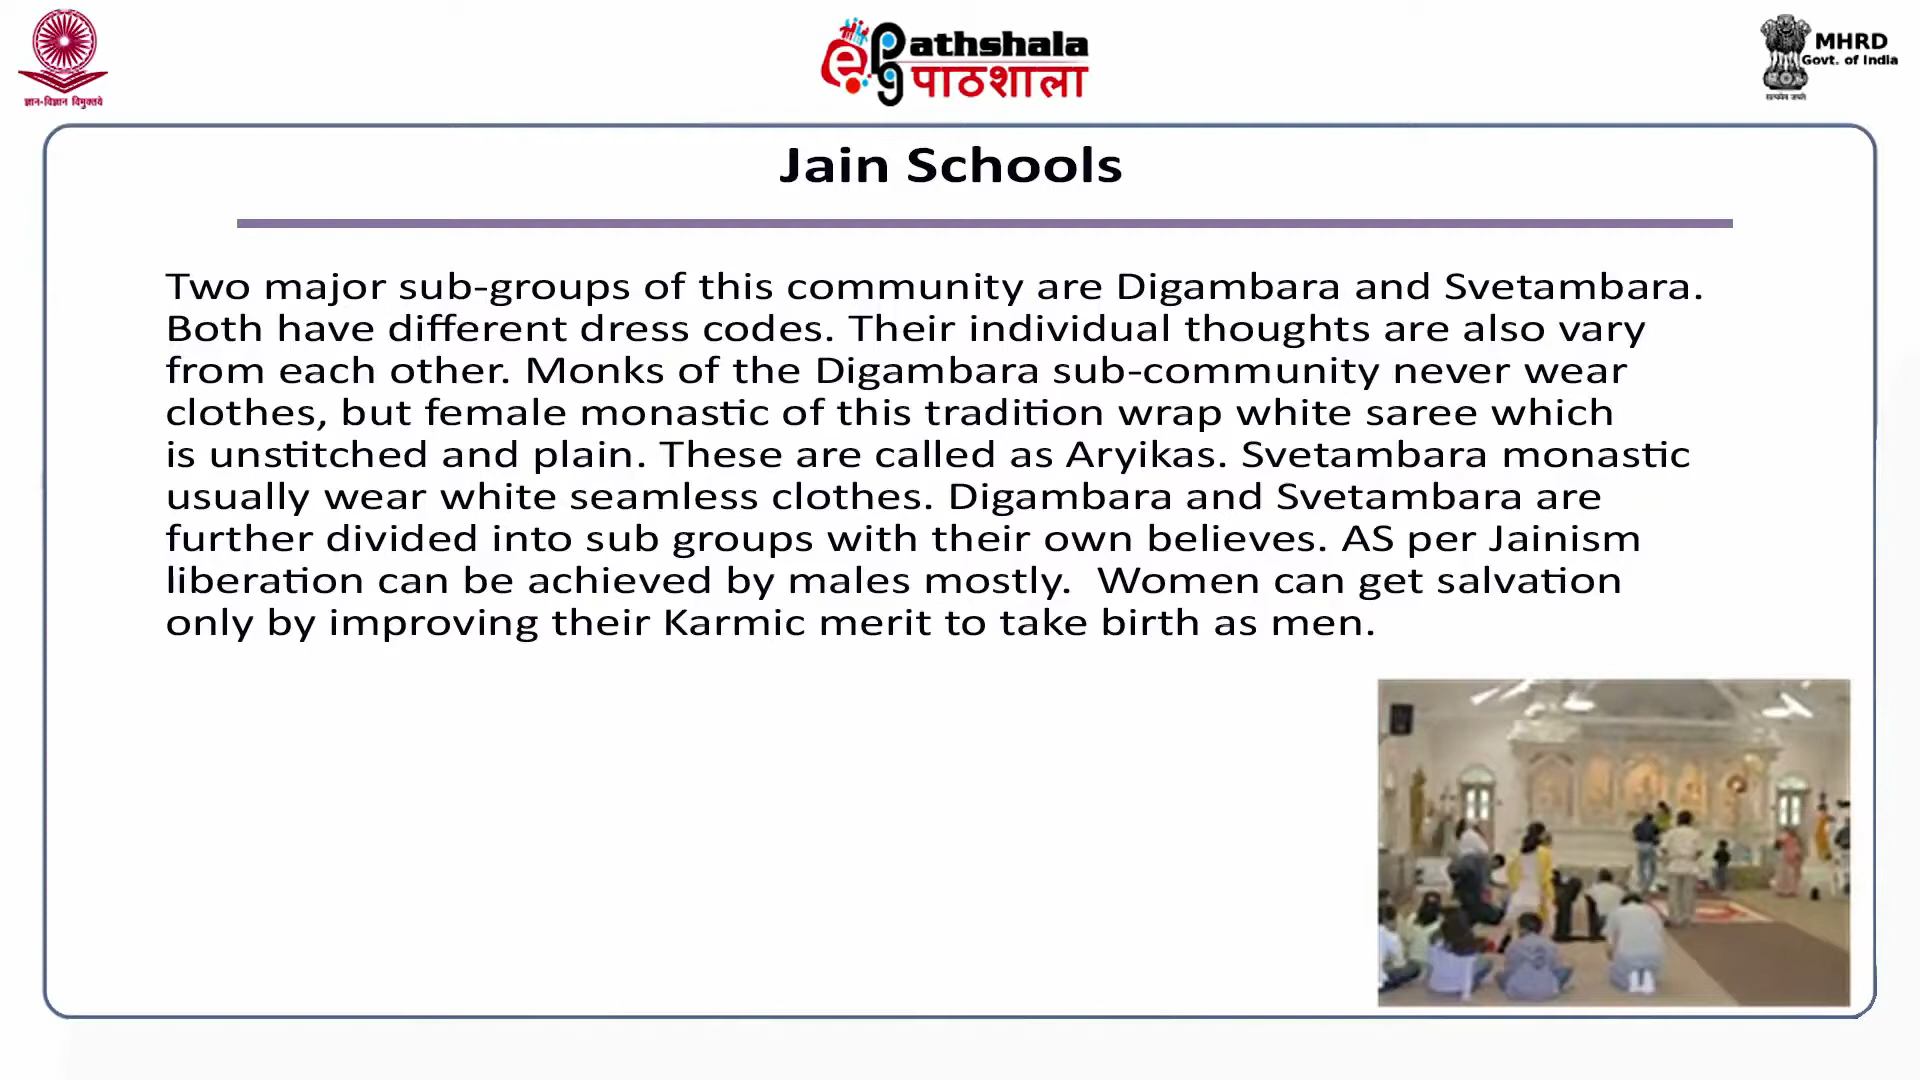 ज्ञान-विज्ञान विमुक्तये
ePG Pathshala
पाठशाला
MHRD
Govt. of India
सत्यमेव जयते
Jain Schools
Two major sub-groups of this community are Digambara and Svetambara.
Both have different dress codes. Their individual thoughts are also vary
from each other. Monks of the Digambara sub-community never wear
clothes, but female monastic of this tradition wrap white saree which
is unstitched and plain. These are called as Aryikas. Svetambara monastic
usually wear white seamless clothes. Digambara and Svetambara are
further divided into sub groups with their own believes. AS per Jainism
liberation can be achieved by males mostly.  Women can get salvation
only by improving their Karmic merit to take birth as men.